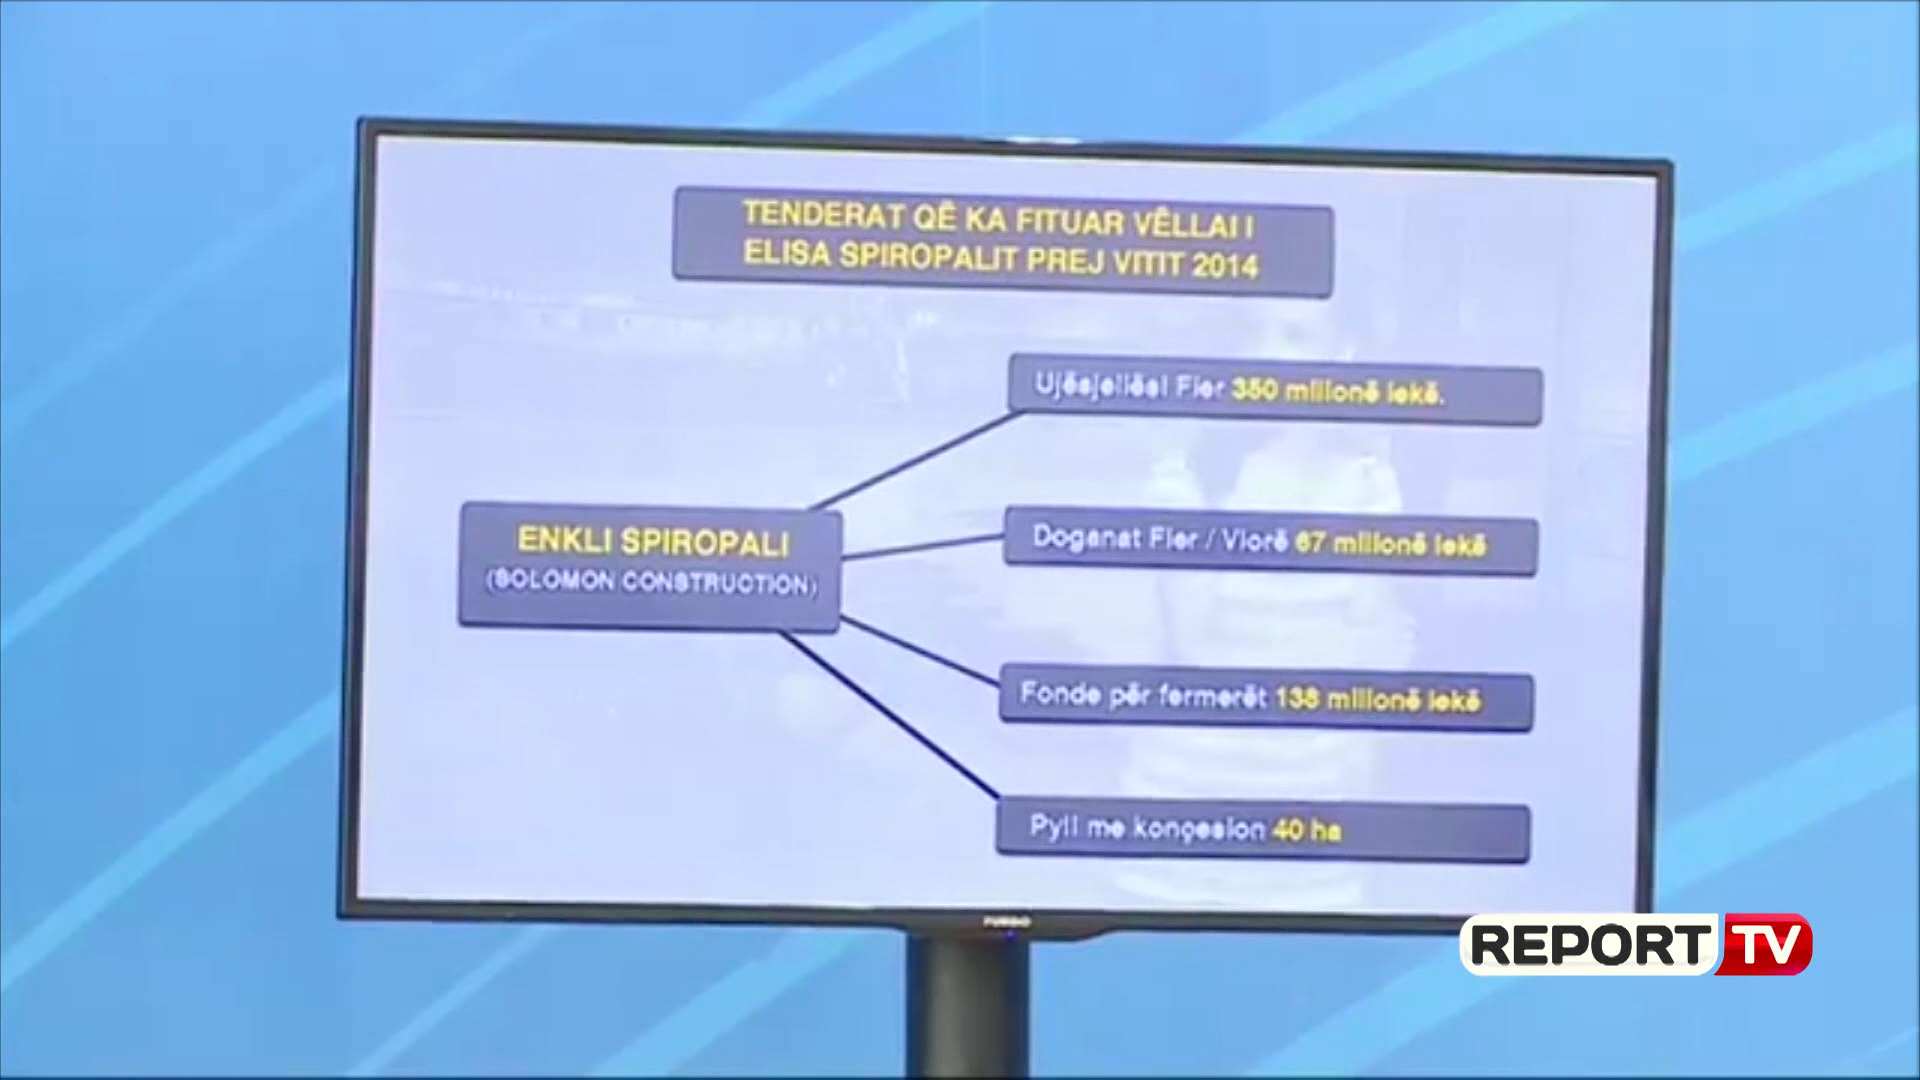 TENDERAT QË KA FITUAR VËLLAI I
ELISA SPIROPALIT PREJ VITIT 2014
Ujësjellësi Fier 350 milionë lekë.
ENKLI SPIROPALI
(SOLOMON CONSTRUCTION)
Doganat Fier / Vlorë 67 milionë lekë
Fonde për fermerët 138 milionë lekë
Pyll me konçesion 40 ha
REPORT TV